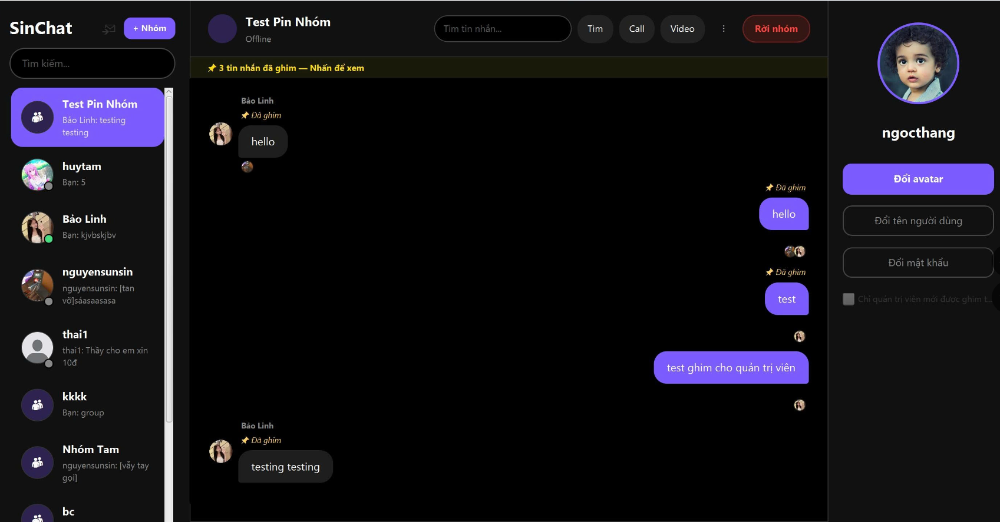 SinChat
+ Nhóm
Tìm kiếm...
Test Pin Nhóm
Bảo Linh: testing
testing
huytam
Bạn: 5
Bảo Linh
Bạn: kjvbskjbv
nguyensunsin
nguyensunsin: [tan
vỡ]sáasaasasa
thai1
thai1: Thầy cho em xin
10đ
kkkk
Bạn: group
Nhóm Tam
nguyensunsin: [vẫy tay
gọi]
bc
Test Pin Nhóm
Offline
Tìm tin nhắn...
Tìm
Call
Video
Rời nhóm
3 tin nhắn đã ghim — Nhấn để xem
Bảo Linh
Đã ghim
hello
Đã ghim
hello
Đã ghim
test
test ghim cho quản trị viên
Bảo Linh
Đã ghim
testing testing
ngocthang
Đổi avatar
Đổi tên người dùng
Đổi mật khẩu
Chỉ quản trị viên mới được ghim t...